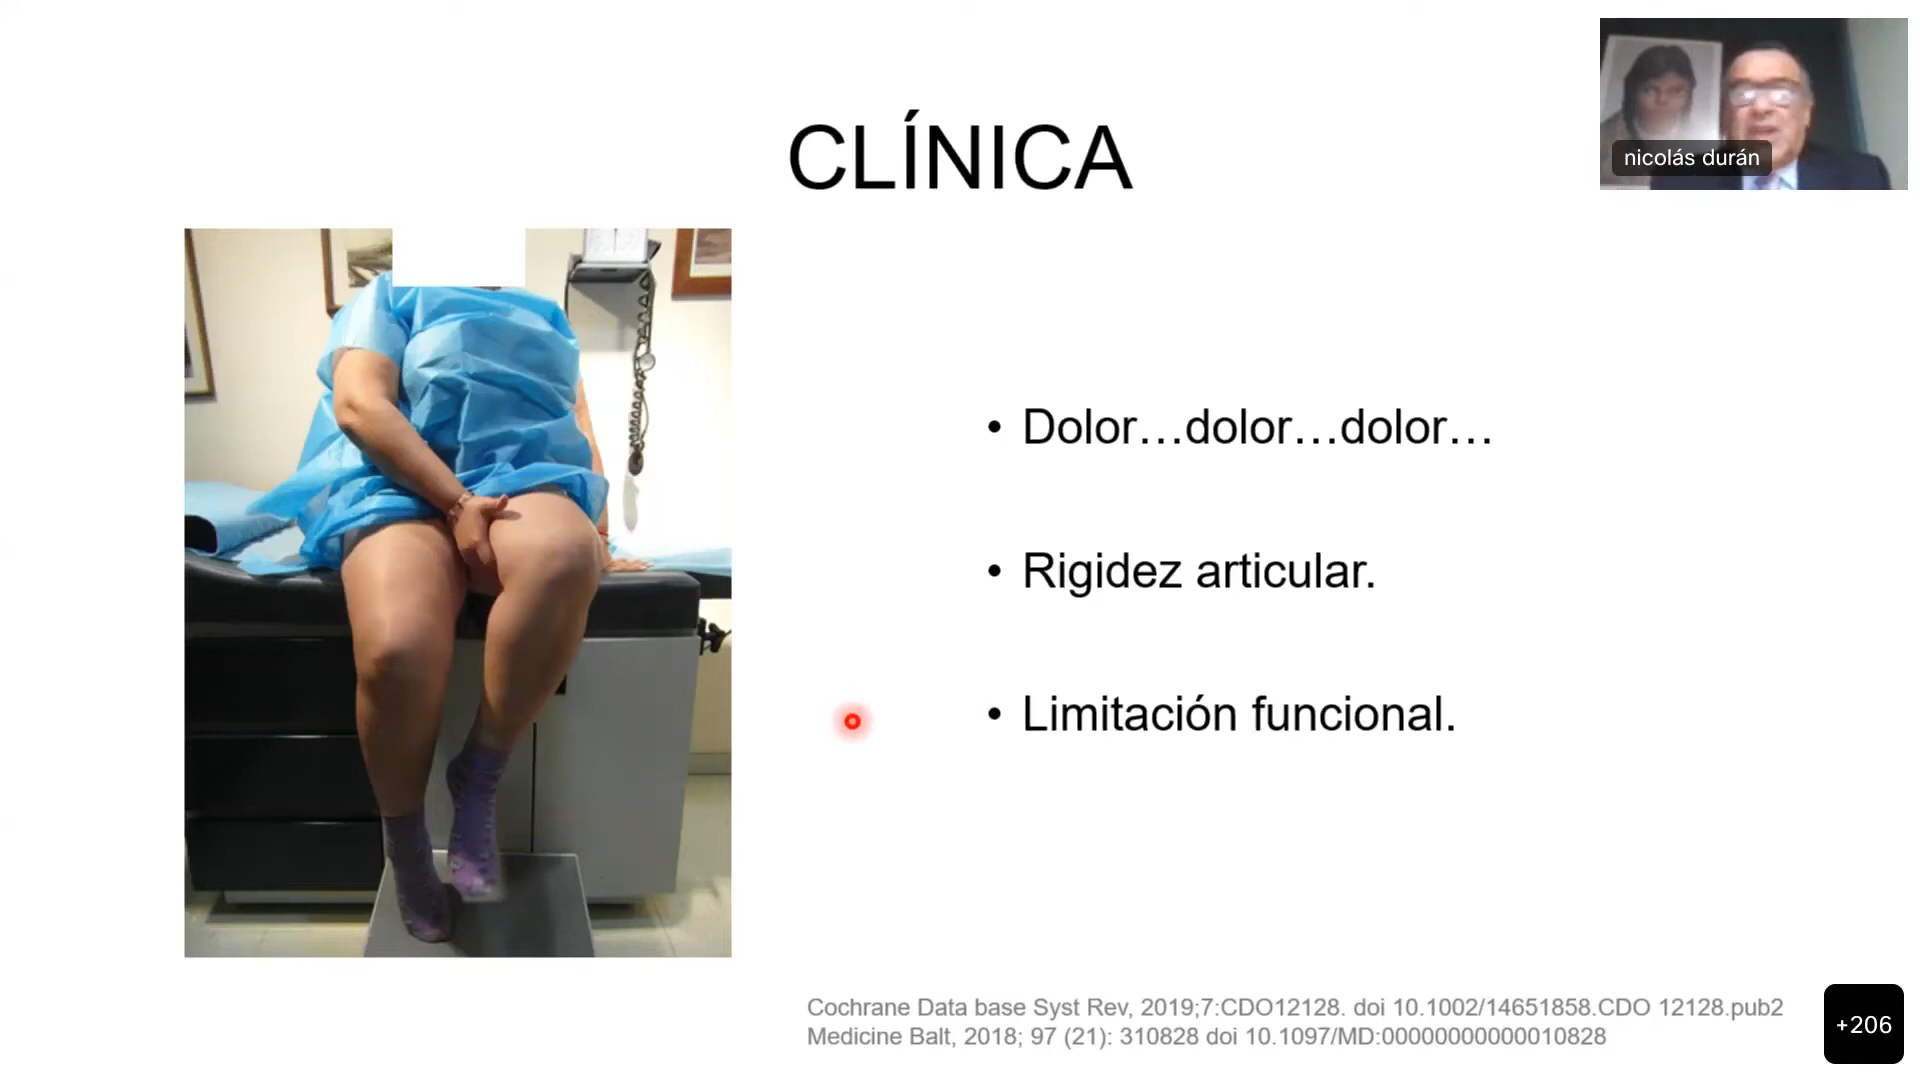 CLÍNICA
nicolás durán
• Dolor…dolor…dolor…
• Rigidez articular.
• Limitación funcional.
Cochrane Data base Syst Rev, 2019;7:CDO12128. doi 10.1002/14651858.CDO 12128.pub2
Medicine Balt, 2018; 97 (21): 310828 doi 10.1097/MD:00000000000010828
+206